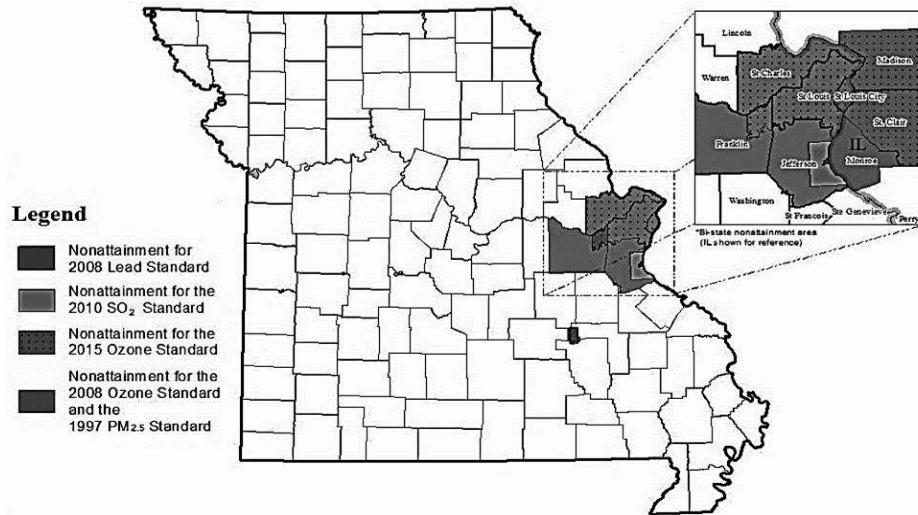 Lincoln
Warren
St Charles
Madison
St Louis
St Louis City
St. Clair
Franklin
IL
Jefferson
Monroe
Washington
St Francois
Ste Genevieve
Perry
*Bi-state nonattainment area
(IL shown for reference)
Legend
Nonattainment for
2008 Lead Standard
Nonattainment for the
2010 SO₂ Standard
Nonattainment for the
2015 Ozone Standard
Nonattainment for the
2008 Ozone Standard
and the
1997 PM₂.₅ Standard